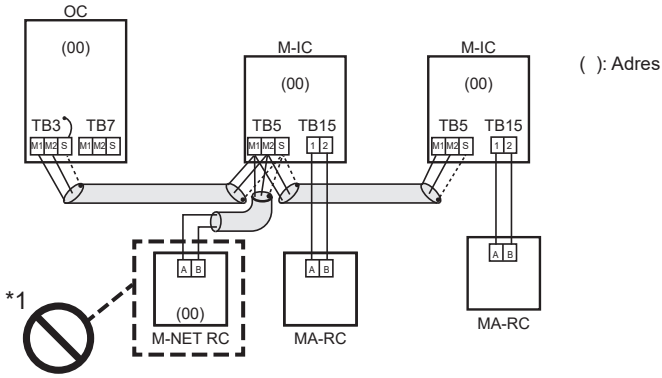 OC
(00)
TB3 TB7
M1 M2 S M1 M2 S
M-IC
(00)
TB5 TB15
M1 M2 S 1 2
M-IC
(00)
TB5 TB15
M1 M2 S 1 2
( ): Adres
*1
A B
(00)
M-NET RC
A B
MA-RC
A B
MA-RC